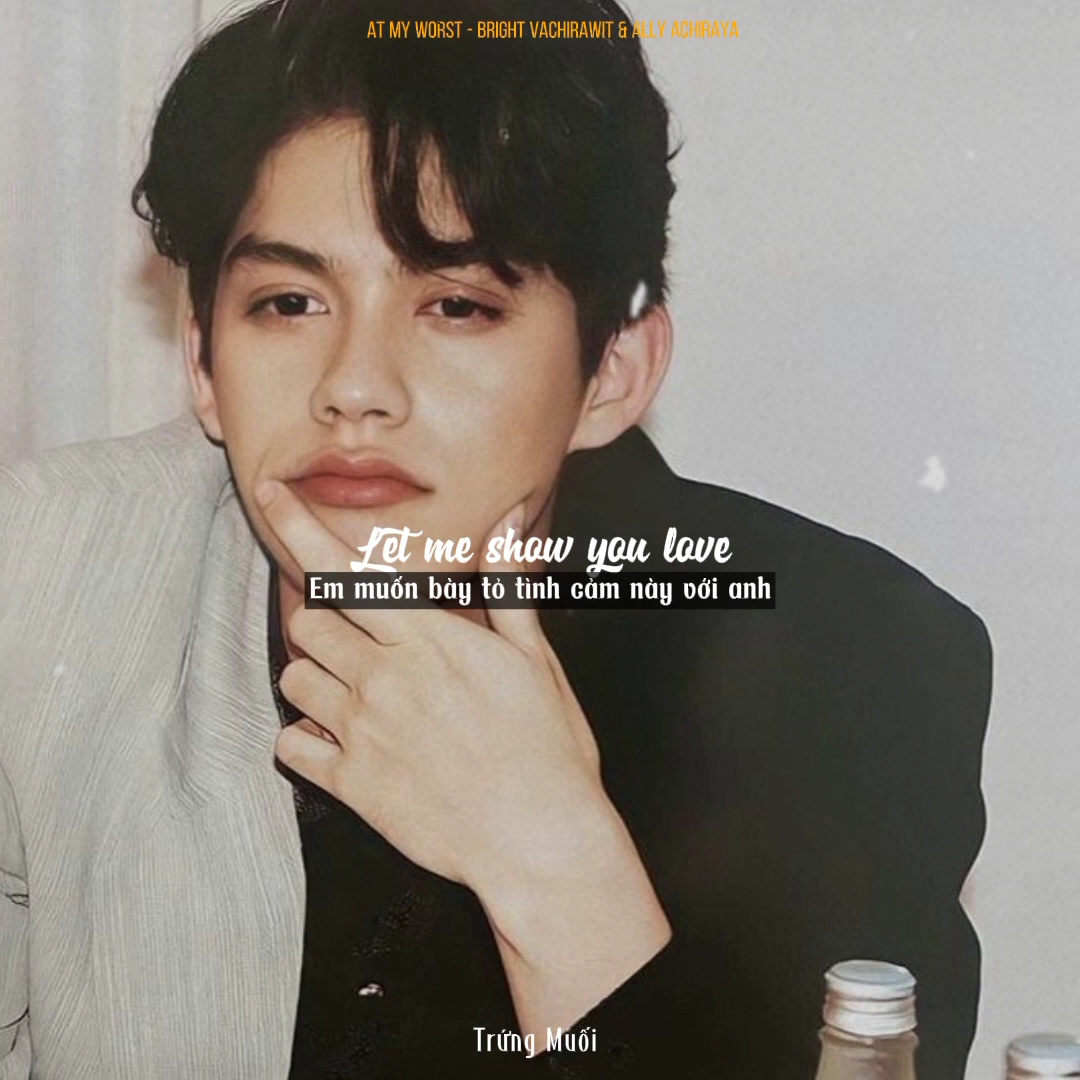 AT MY WORST - BRIGHT VACHIRAWIT & ALLY ACHIRAYA
Let me show you love
Em muốn bày tỏ tình cảm này với anh
Trứng Muối